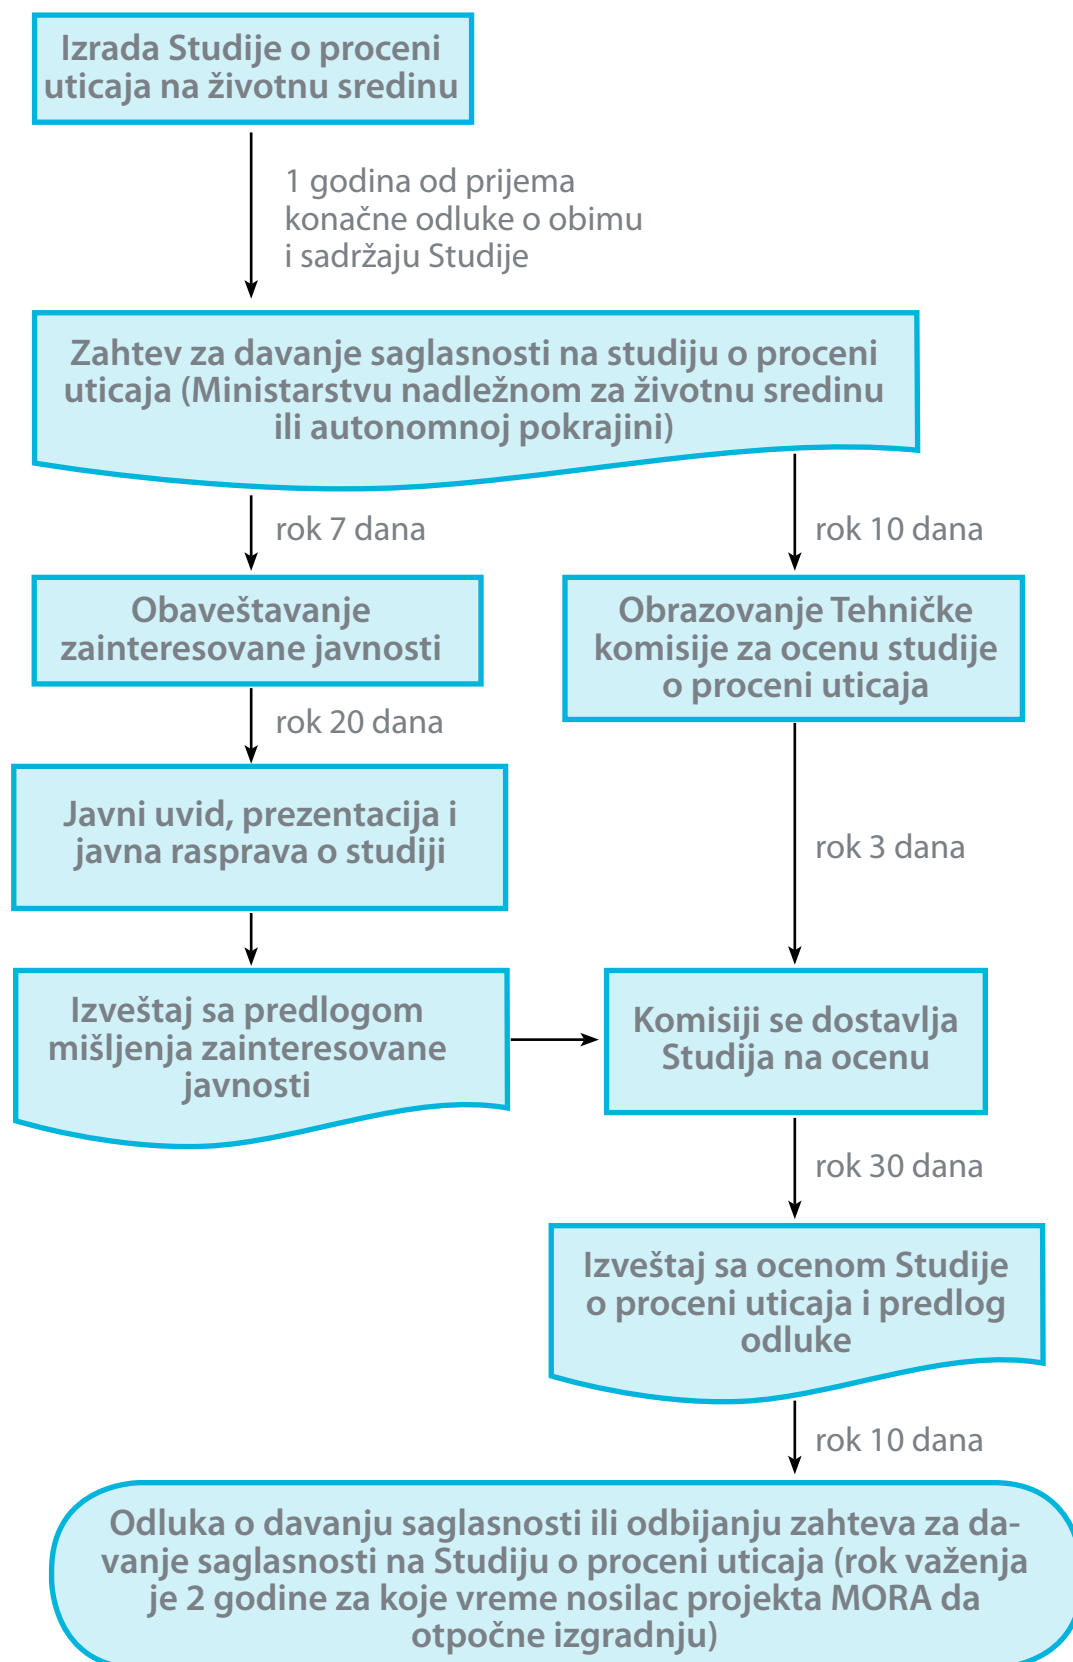 Izrada Studije o proceni
uticaja na životnu sredinu
1 godina od prijema
konačne odluke o obimu
i sadržaju Studije
Zahtev za davanje saglasnosti na studiju o proceni
uticaja (Ministarstvu nadležnom za životnu sredinu
ili autonomnoj pokrajini)
rok 7 dana
rok 10 dana
Obaveštavanje
zainteresovane javnosti
Obrazovanje Tehničke
komisije za ocenu studije
o proceni uticaja
rok 20 dana
Javni uvid, prezentacija i
javna rasprava o studiji
rok 3 dana
Izveštaj sa predlogom
mišljenja zainteresovane
javnosti
Komisiji se dostavlja
Studija na ocenu
rok 30 dana
Izveštaj sa ocenom Studije
o proceni uticaja i predlog
odluke
rok 10 dana
Odluka o davanju saglasnosti ili odbijanju zahteva za da-
vanje saglasnosti na Studiju o proceni uticaja (rok važenja
je 2 godine za koje vreme nosilac projekta MORA da
otpočne izgradnju)